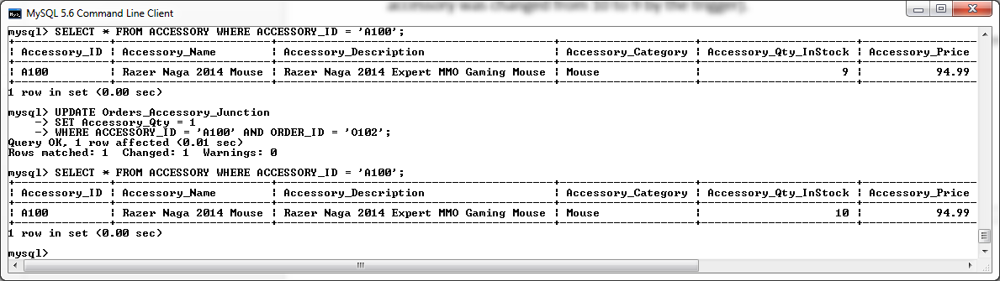 accessory was changed from 10 to 9 by the trigger).
MySQL 5.6 Command Line Client
mysql> SELECT * FROM ACCESSORY WHERE ACCESSORY_ID = 'A100';
| Accessory_ID | Accessory_Name | Accessory_Description | Accessory_Category | Accessory_Qty_InStock | Accessory_Price
| A100 | Razer Naga 2014 Mouse | Razer Naga 2014 Expert MMO Gaming Mouse | Mouse | 9 | 94.99
1 row in set (0.00 sec)
mysql> UPDATE Orders_Accessory_Junction
-> SET Accessory_Qty = 1
-> WHERE ACCESSORY_ID = 'A100' AND ORDER_ID = 'O102';
Query OK, 1 row affected (0.01 sec)
Rows matched: 1 Changed: 1 Warnings: 0
mysql> SELECT * FROM ACCESSORY WHERE ACCESSORY_ID = 'A100';
| Accessory_ID | Accessory_Name | Accessory_Description | Accessory_Category | Accessory_Qty_InStock | Accessory_Price
| A100 | Razer Naga 2014 Mouse | Razer Naga 2014 Expert MMO Gaming Mouse | Mouse | 10 | 94.99
1 row in set (0.00 sec)
mysql>